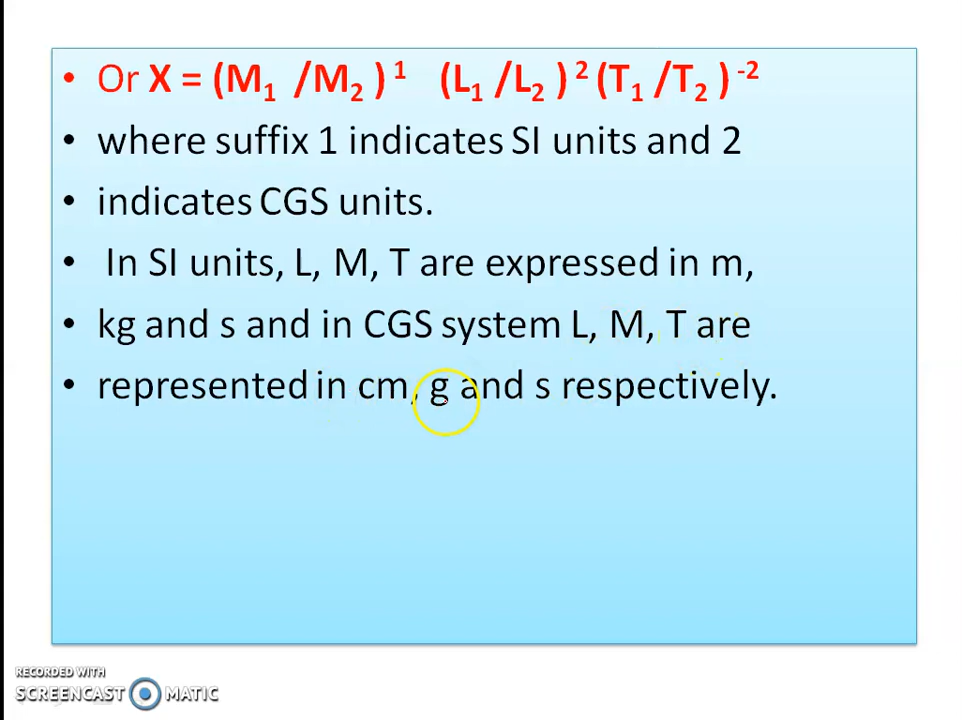 • Or X = (M₁ /M₂ )¹ (L₁ /L₂ )² (T₁ /T₂ )⁻²
• where suffix 1 indicates SI units and 2
• indicates CGS units.
• In SI units, L, M, T are expressed in m,
• kg and s and in CGS system L, M, T are
• represented in cm, g and s respectively.
RECORDED WITH
SCREENCAST MATIC